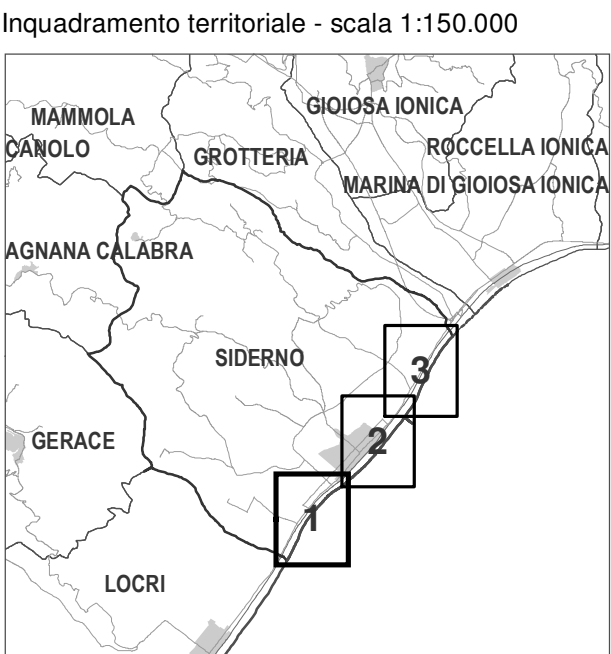 Inquadramento territoriale - scala 1:150.000
GIOIOSA IONICA
MAMMOLA
CANOLO
GROTTERIA
ROCCELLA IONICA
MARINA DI GIOIOSA IONICA
AGNANA CALABRA
SIDERNO
3
GERACE
2
1
LOCRI